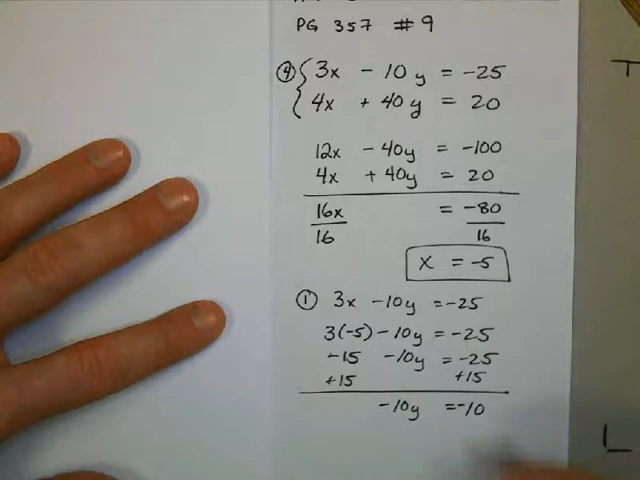 PG 357 #9
④ { 3x - 10y = -25
4x + 40y = 20
12x - 40y = -100
4x + 40y = 20
16x = -80
16 16
x = -5
① 3x - 10y = -25
3(-5) - 10y = -25
-15 - 10y = -25
+15 +15
-10y = -10